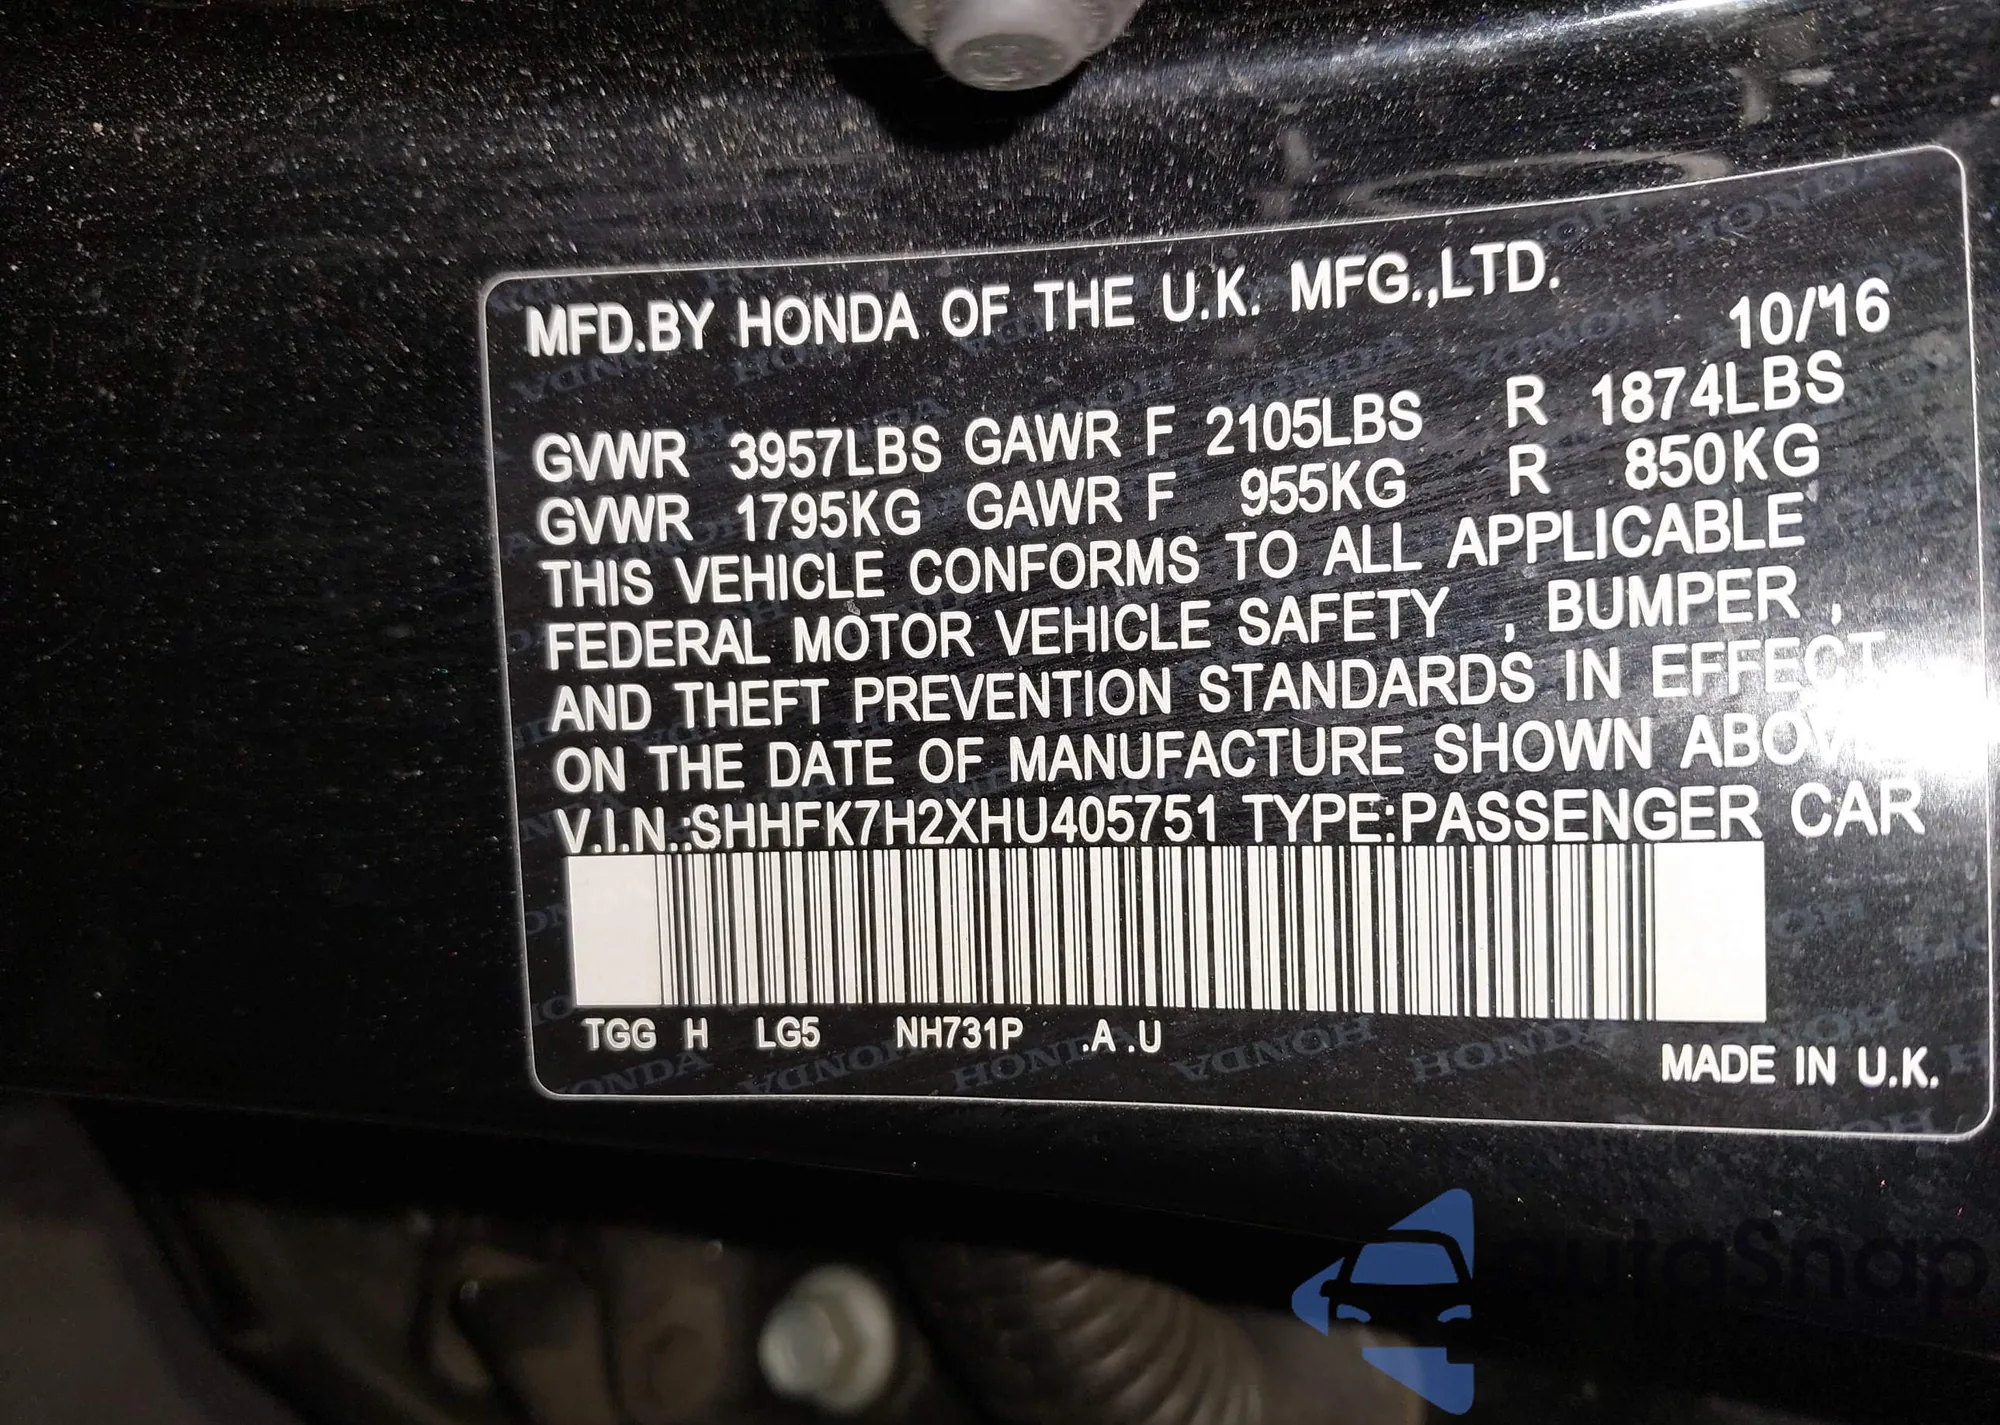 MFD.BY HONDA OF THE U.K. MFG.,LTD.
10/16
GVWR 3957LBS GAWR F 2105LBS R 1874LBS
GVWR 1795KG GAWR F 955KG R 850KG
THIS VEHICLE CONFORMS TO ALL APPLICABLE
FEDERAL MOTOR VEHICLE SAFETY , BUMPER ,
AND THEFT PREVENTION STANDARDS IN EFFECT
ON THE DATE OF MANUFACTURE SHOWN ABOVE
V.I.N.:SHHFK7H2XHU405751 TYPE:PASSENGER CAR
TGG H LG5 NH731P .A .U
MADE IN U.K.
autoSnap